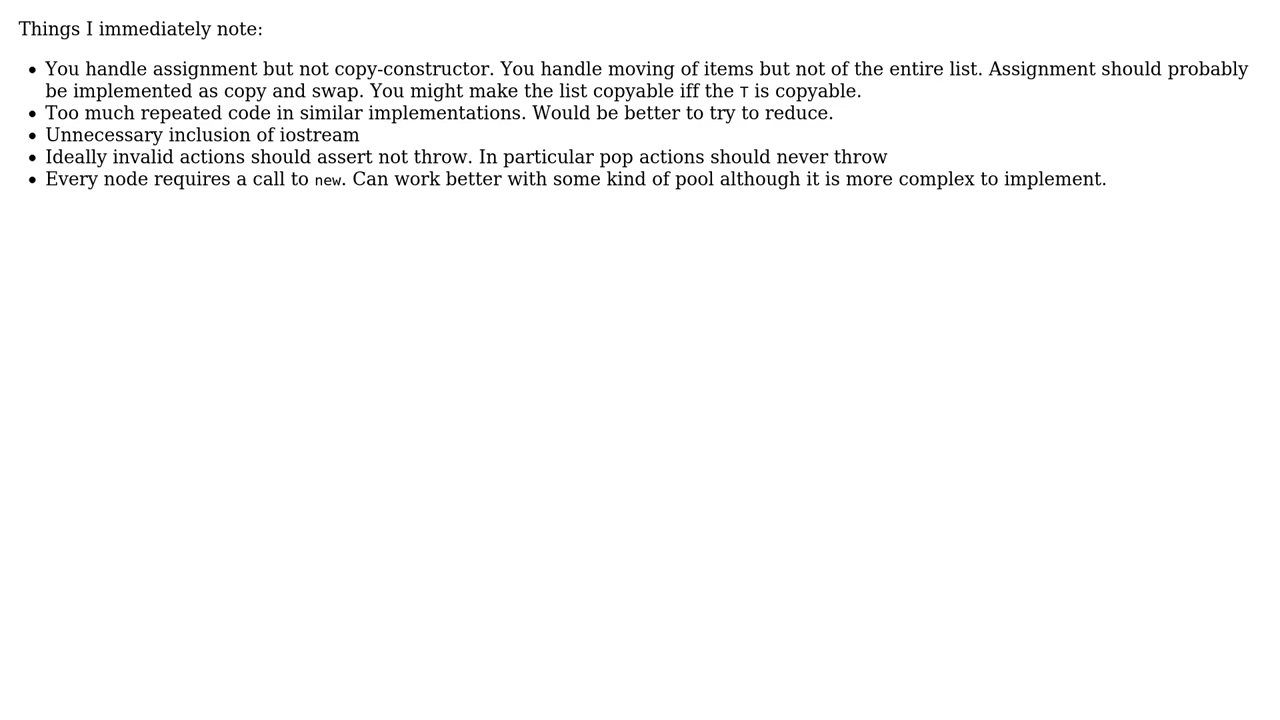 Things I immediately note:
• You handle assignment but not copy-constructor. You handle moving of items but not of the entire list. Assignment should probably
be implemented as copy and swap. You might make the list copyable iff the T is copyable.
• Too much repeated code in similar implementations. Would be better to try to reduce.
• Unnecessary inclusion of iostream
• Ideally invalid actions should assert not throw. In particular pop actions should never throw
• Every node requires a call to new. Can work better with some kind of pool although it is more complex to implement.